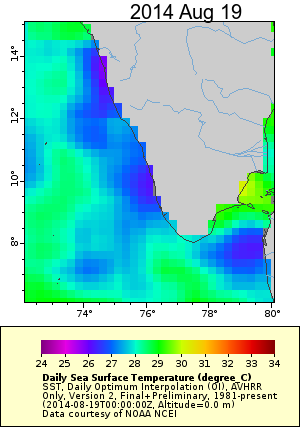 2014 Aug 19
14°
12°
10°
8°
74° 76° 78° 80°
24 25 26 27 28 29 30 31 32 33 34
Daily Sea Surface Temperature (degree_C)
SST, Daily Optimum Interpolation (OI), AVHRR
Only, Version 2, Final+Preliminary, 1981-present
(2014-08-19T00:00:00Z, Altitude=0.0 m)
Data courtesy of NOAA NCEI